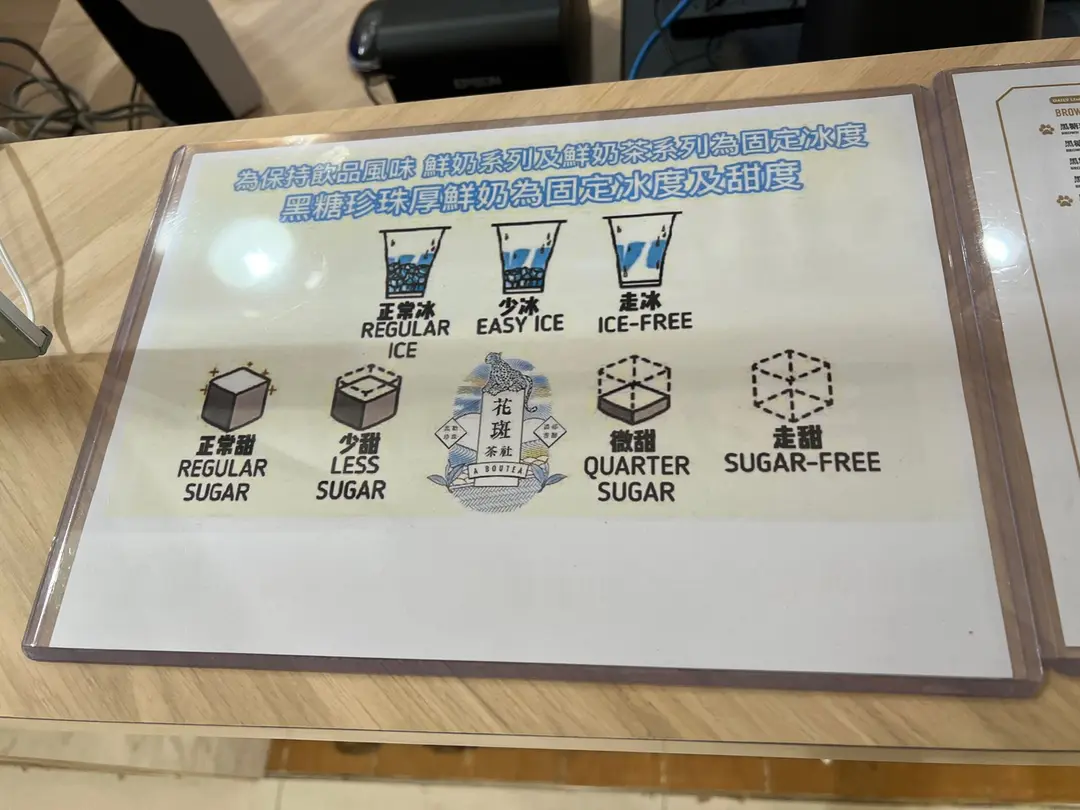 EPSON
為保持飲品風味 鮮奶系列及鮮奶茶系列為固定冰度
黑糖珍珠厚鮮奶為固定冰度及甜度
正常冰
REGULAR
ICE
少冰
EASY ICE
走冰
ICE-FREE
正常甜
REGULAR
SUGAR
少甜
LESS
SUGAR
花
斑
茶社
A BOUTEA
微甜
QUARTER
SUGAR
走甜
SUGAR-FREE
BROW